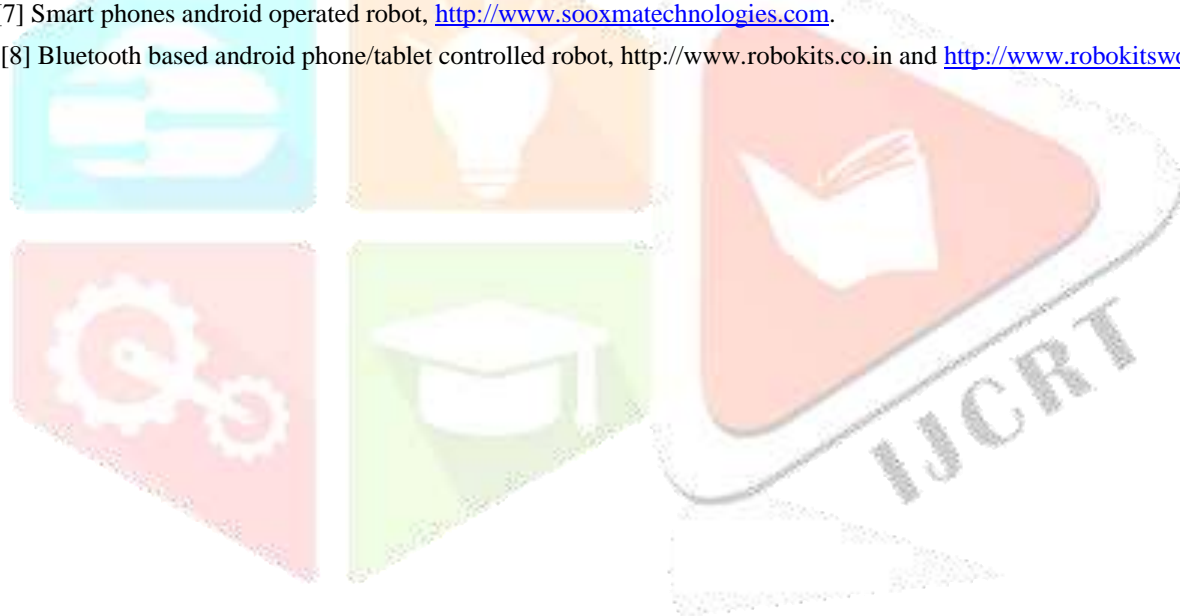 [7] Smart phones android operated robot, http://www.sooxmatechnologies.com.
[8] Bluetooth based android phone/tablet controlled robot, http://www.robokits.co.in and
IJCRT